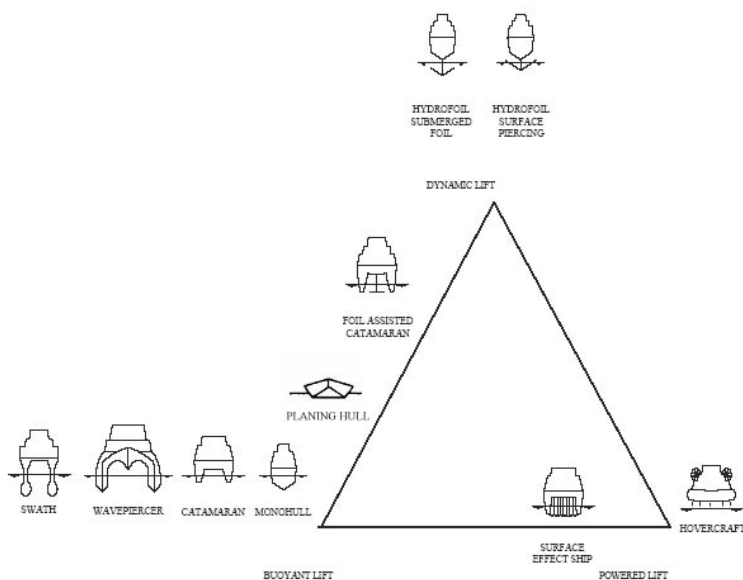 HYDROFOIL
SUBMERGED
FOIL
HYDROFOIL
SURFACE
PIERCING
DYNAMIC LIFT
FOIL ASSISTED
CATAMARAN
PLANING HULL
SWATH
WAVEPIERCER
CATAMARAN
MONOHULL
SURFACE
EFFECT SHIP
HOVERCRAFT
BUOYANT LIFT
POWERED LIFT